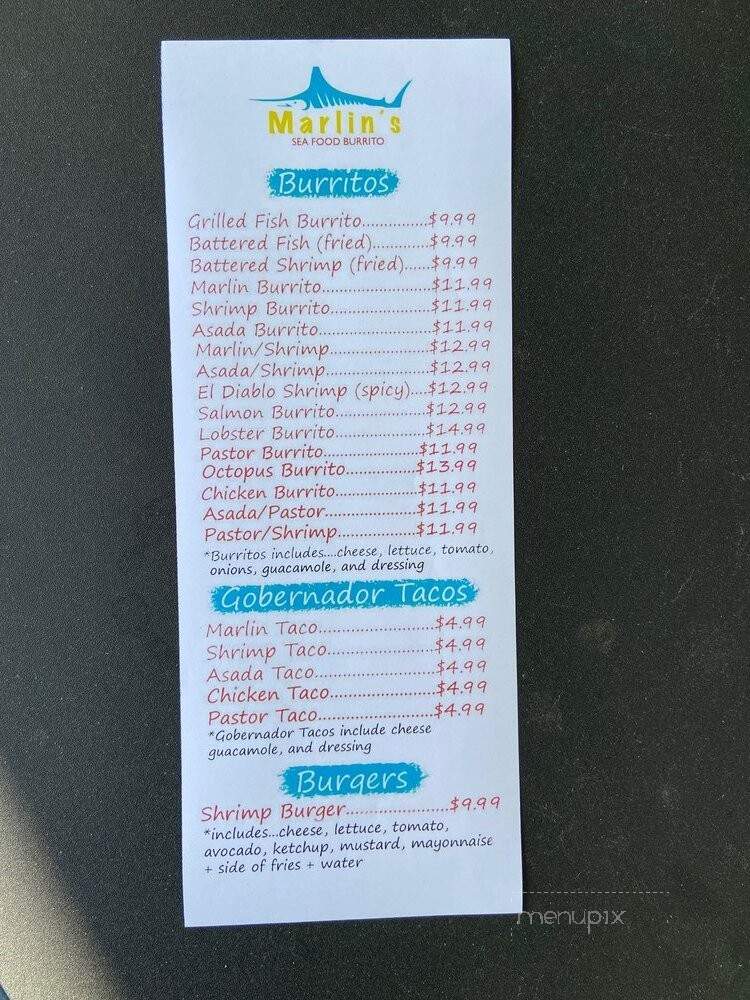 Marlin's
SEA FOOD BURRITO
Burritos
Grilled Fish Burrito..............$9.99
Battered Fish (fried)............$9.99
Battered Shrimp (fried)......$9.99
Marlin Burrito.......................$11.99
Shrimp Burrito.....................$11.99
Asada Burrito.......................$11.99
Marlin/Shrimp.....................$12.99
Asada/Shrimp......................$12.99
El Diablo Shrimp (spicy)....$12.99
Salmon Burrito...................$12.99
Lobster Burrito...................$14.99
Pastor Burrito....................$11.99
Octopus Burrito...............$13.99
Chicken Burrito.................$11.99
Asada/Pastor...................$11.99
Pastor/Shrimp.................$11.99
*Burritos includes....cheese, lettuce, tomato,
onions, guacamole, and dressing
Gobernador Tacos
Marlin Taco........................$4.99
Shrimp Taco......................$4.99
Asada Taco.........................$4.99
Chicken Taco......................$4.99
Pastor Taco........................$4.99
*Gobernador Tacos include cheese
guacamole, and dressing
Burgers
Shrimp Burger......................$9.99
*includes...cheese, lettuce, tomato,
avocado, ketchup, mustard, mayonnaise
+ side of fries + water
menupix